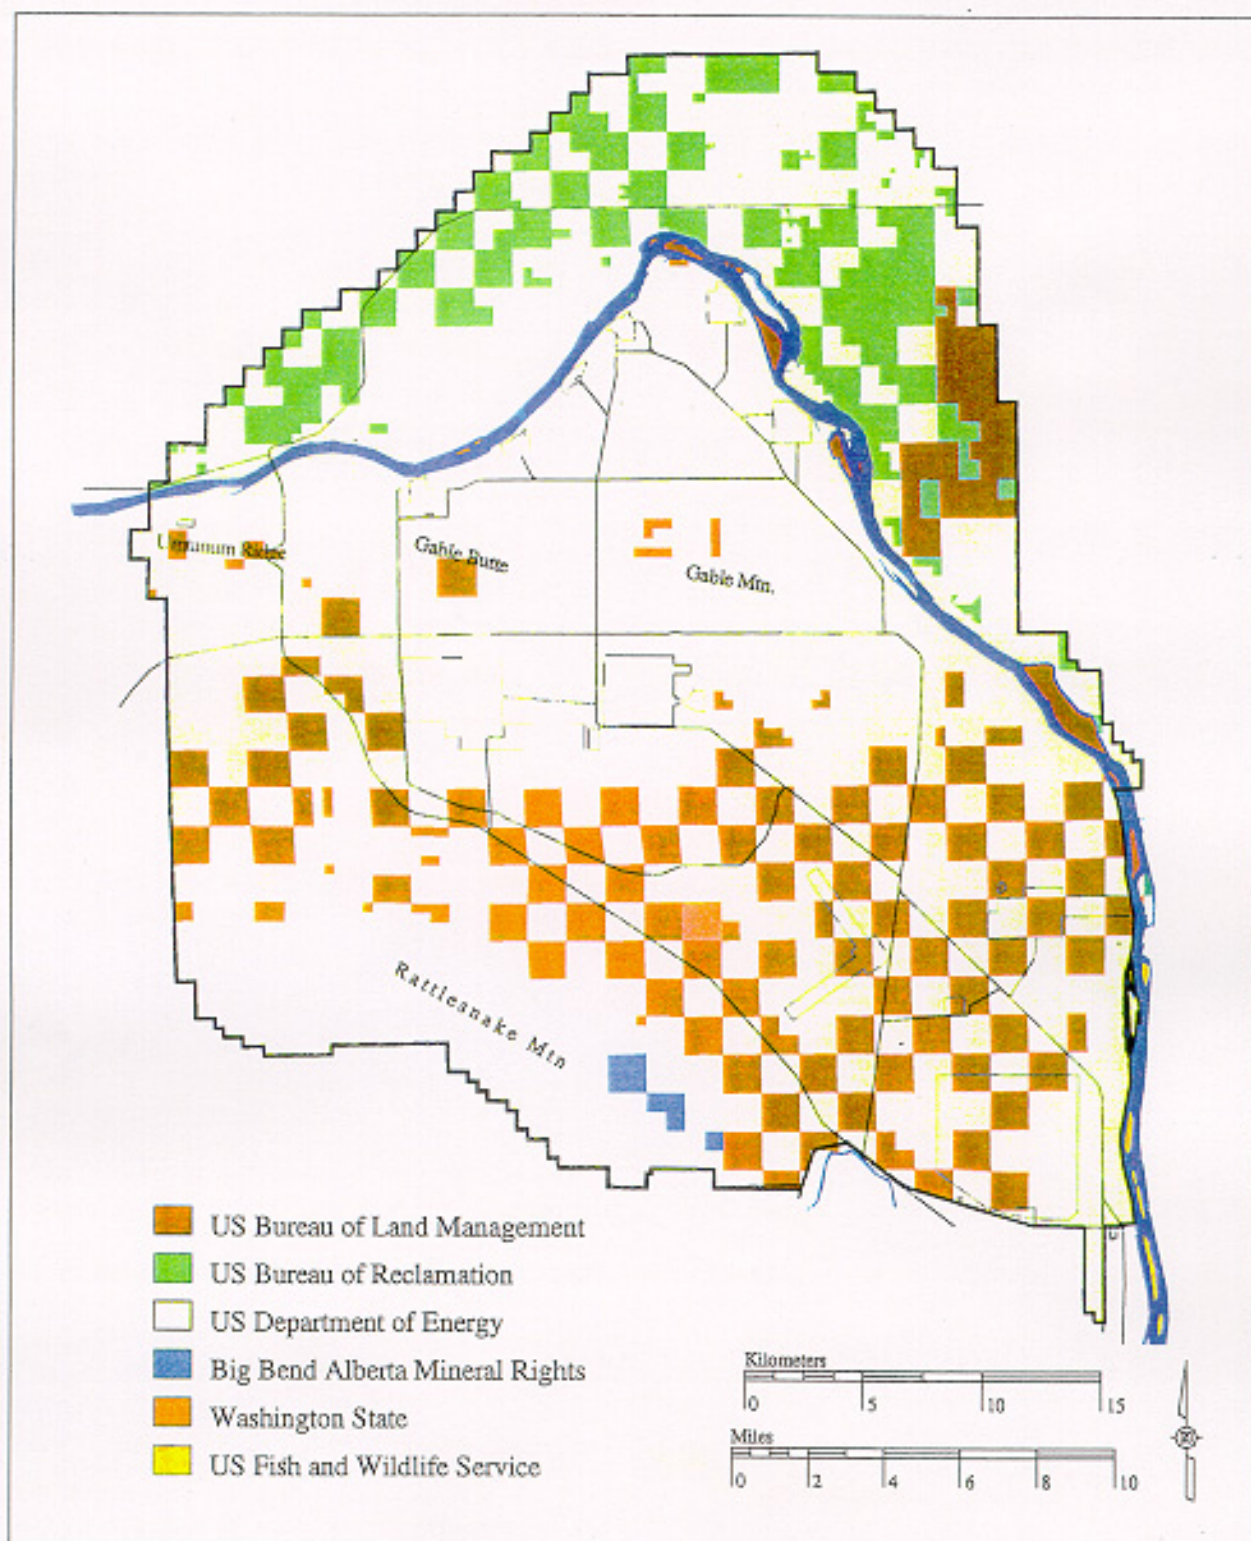 Umtanum Ridge
Gable Butte
Gable Mtn.
Rattlesnake Mtn
US Bureau of Land Management
US Bureau of Reclamation
US Department of Energy
Big Bend Alberta Mineral Rights
Washington State
US Fish and Wildlife Service
Kilometers
0 5 10 15
Miles
0 2 4 6 8 10